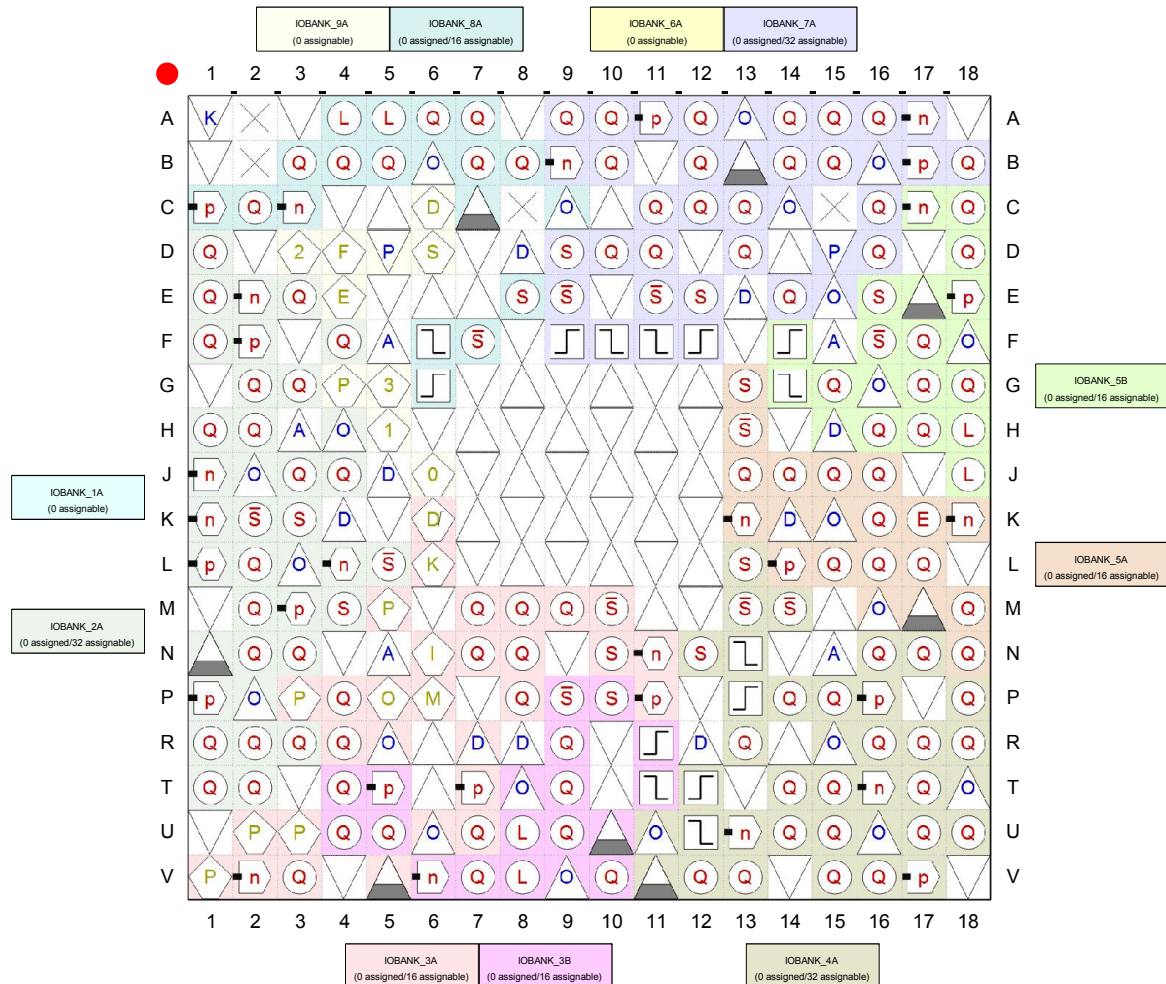 IOBANK_9A
(0 assignable)
IOBANK_8A
(0 assigned/16 assignable)
IOBANK_6A
(0 assignable)
IOBANK_7A
(0 assigned/32 assignable)
1 2 3 4 5 6 7 8 9 10 11 12 13 14 15 16 17 18
A K L L Q Q Q Q p Q O Q Q Q n A
B Q Q Q O Q Q n Q Q Q Q O p Q B
C p Q n D O Q Q Q O Q n Q C
D Q 2 F P S D S Q Q Q P Q Q D
E Q n Q E S S̅ S̅ S D Q O S p E
F Q p Q A S̅ A S̅ Q O F
G Q Q P 3 S Q O Q Q G
IOBANK_5B
(0 assigned/16 assignable)
H Q Q A O 1 S̅ D Q Q L H
J n O Q Q D 0 Q Q Q Q L J
IOBANK_1A
(0 assignable)
K n S̅ S D D n D O Q E n K
L p Q O n S̅ K S p Q Q Q L
IOBANK_5A
(0 assigned/16 assignable)
M Q p S P Q Q Q S̅ S̅ S̅ O Q M
IOBANK_2A
(0 assigned/32 assignable)
N Q Q A I Q Q S n S A Q Q Q N
P p O P Q O M Q S̅ S p Q Q p Q P
R Q Q Q Q O D D Q D Q O Q Q Q R
T Q Q Q p p O Q Q Q n Q O T
U P P Q Q O Q L Q O n Q Q O Q Q U
V P n Q n Q L O Q Q Q Q Q p V
1 2 3 4 5 6 7 8 9 10 11 12 13 14 15 16 17 18
IOBANK_3A
(0 assigned/16 assignable)
IOBANK_3B
(0 assigned/16 assignable)
IOBANK_4A
(0 assigned/32 assignable)